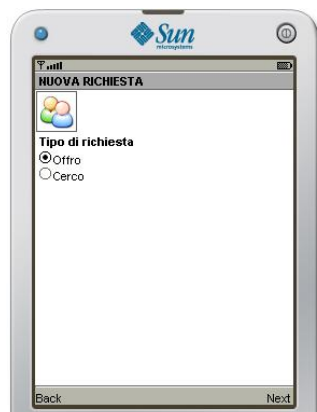 Sun
microsystems
NUOVA RICHIESTA
Tipo di richiesta
Offro
Cerco
Back Next